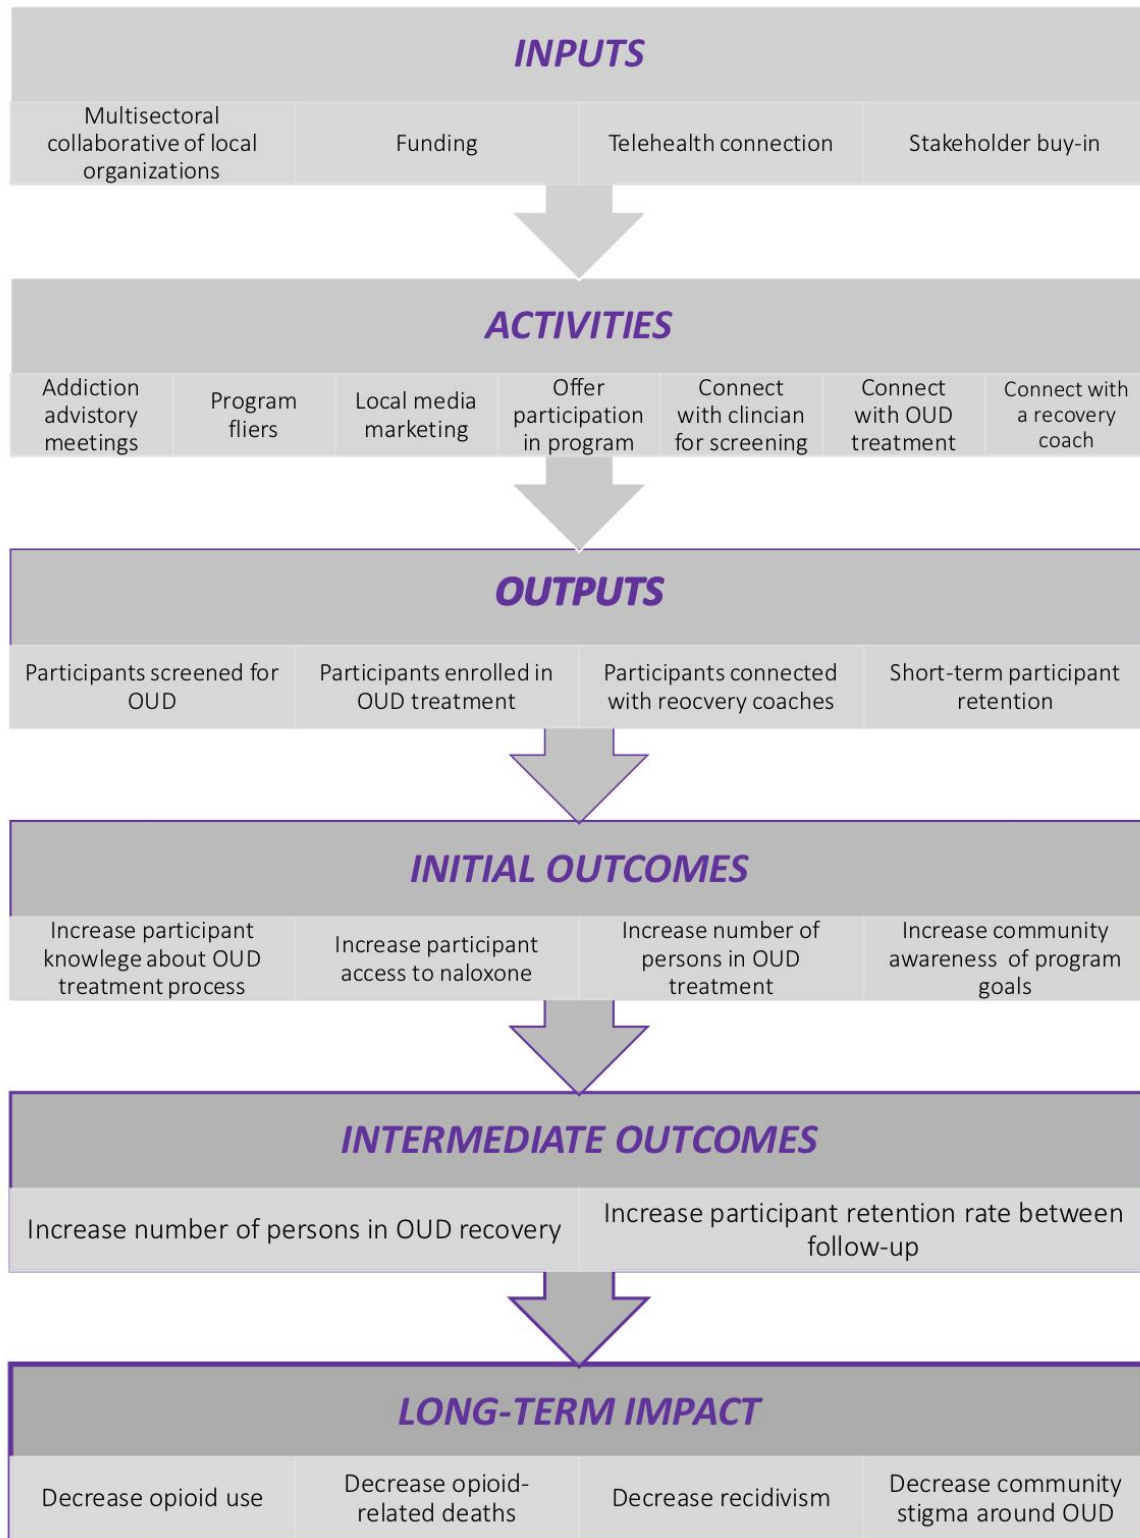 INPUTS
Multisectoral
collaborative of local
organizations
Funding
Telehealth connection
Stakeholder buy-in
ACTIVITIES
Addiction
advistory
meetings
Program
fliers
Local media
marketing
Offer
participation
in program
Connect
with clincian
for screening
Connect
with OUD
treatment
Connect with
a recovery
coach
OUTPUTS
Participants screened for
OUD
Participants enrolled in
OUD treatment
Participants connected
with reocvery coaches
Short-term participant
retention
INITIAL OUTCOMES
Increase participant
knowlege about OUD
treatment process
Increase participant
access to naloxone
Increase number of
persons in OUD
treatment
Increase community
awareness of program
goals
INTERMEDIATE OUTCOMES
Increase number of persons in OUD recovery
Increase participant retention rate between
follow-up
LONG-TERM IMPACT
Decrease opioid use
Decrease opioid-
related deaths
Decrease recidivism
Decrease community
stigma around OUD